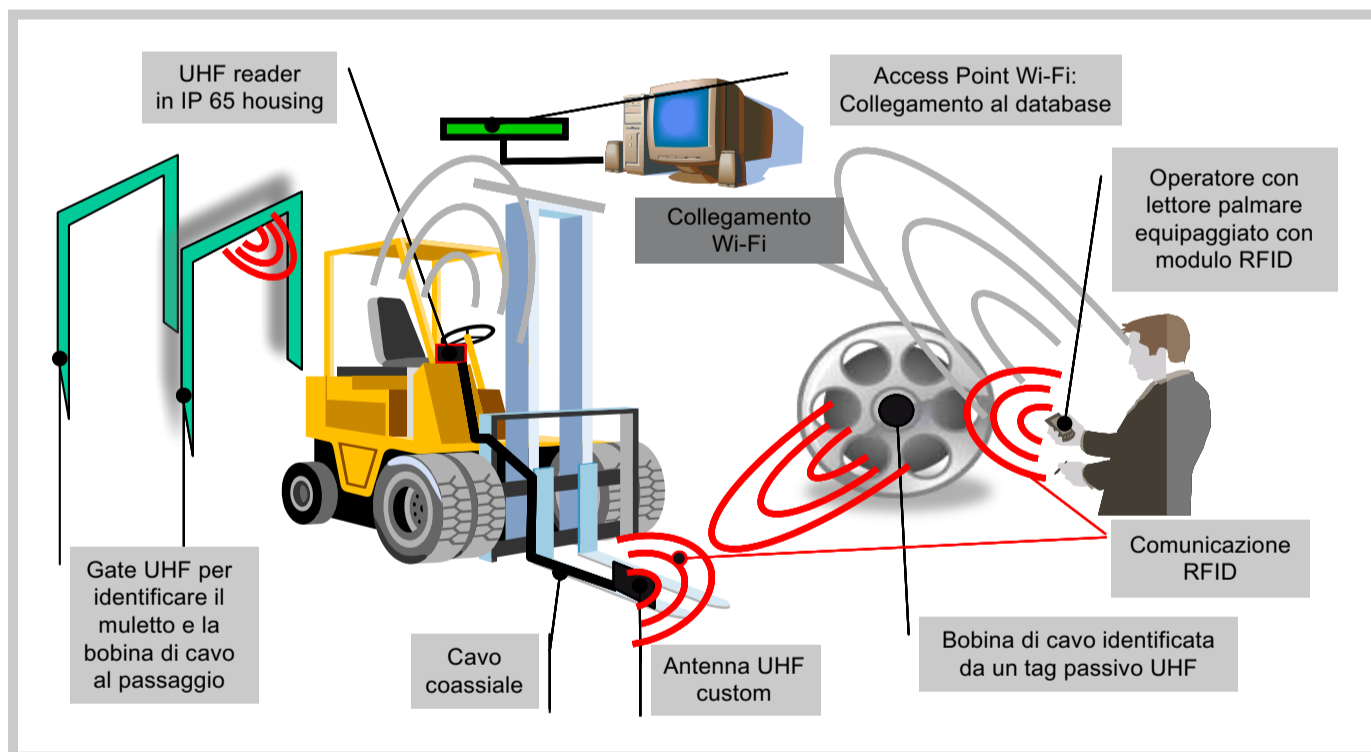 UHF reader
in IP 65 housing
Access Point Wi-Fi:
Collegamento al database
Operatore con
lettore palmare
equipaggiato con
modulo RFID
Collegamento
Wi-Fi
Gate UHF per
identificare il
muletto e la
bobina di cavo
al passaggio
Cavo
coassiale
Antenna UHF
custom
Bobina di cavo identificata
da un tag passivo UHF
Comunicazione
RFID